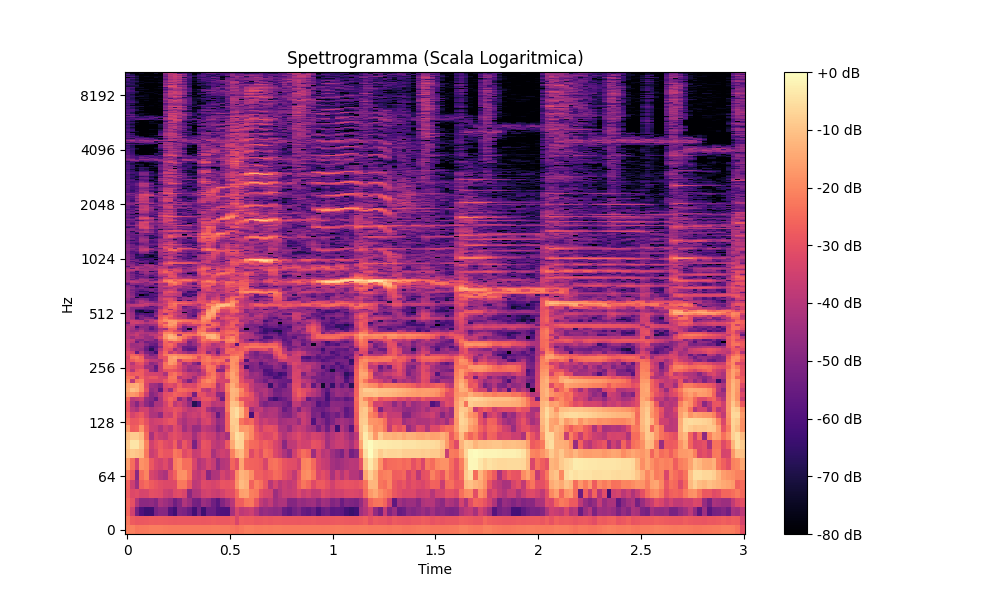 Spettrogramma (Scala Logaritmica)
Hz
8192
4096
2048
1024
512
256
128
64
0
0 0.5 1 1.5 2 2.5 3
Time
+0 dB
-10 dB
-20 dB
-30 dB
-40 dB
-50 dB
-60 dB
-70 dB
-80 dB